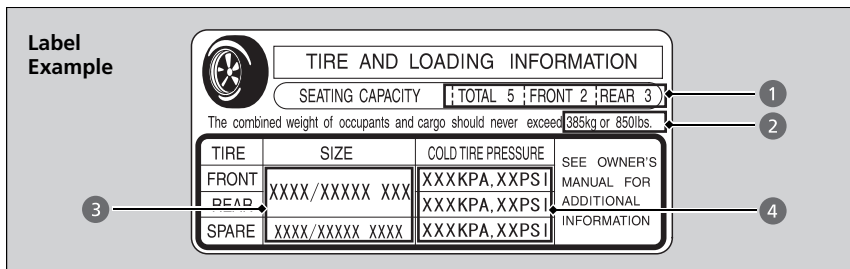 Label
Example
TIRE AND LOADING INFORMATION
SEATING CAPACITY TOTAL 5 FRONT 2 REAR 3
1
The combined weight of occupants and cargo should never exceed 385kg or 850lbs.
2
TIRE SIZE COLD TIRE PRESSURE
SEE OWNER'S
MANUAL FOR
ADDITIONAL
INFORMATION
FRONT XXXX/XXXXX XXX XXXKPA,XXPSI
REAR XXXKPA,XXPSI
SPARE XXXX/XXXXX XXXX XXXKPA,XXPSI
3
4